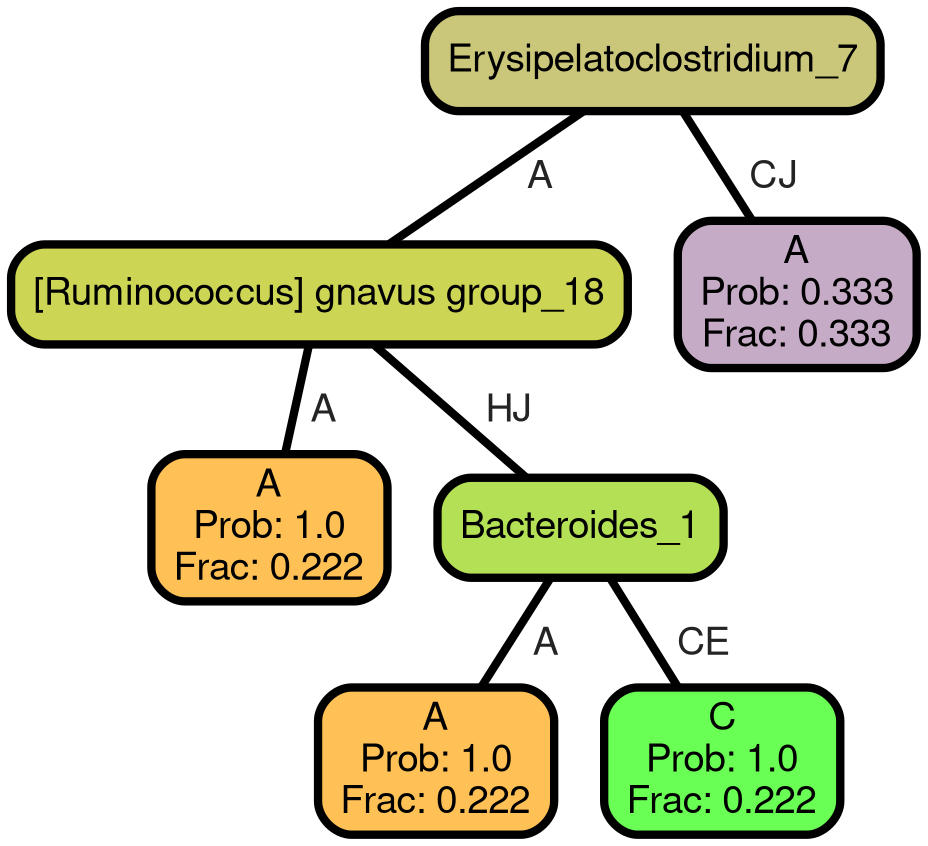 Erysipelatoclostridium_7
A
CJ
[Ruminococcus] gnavus group_18
A
Prob: 0.333
Frac: 0.333
A
HJ
A
Prob: 1.0
Frac: 0.222
Bacteroides_1
A
CE
A
Prob: 1.0
Frac: 0.222
C
Prob: 1.0
Frac: 0.222